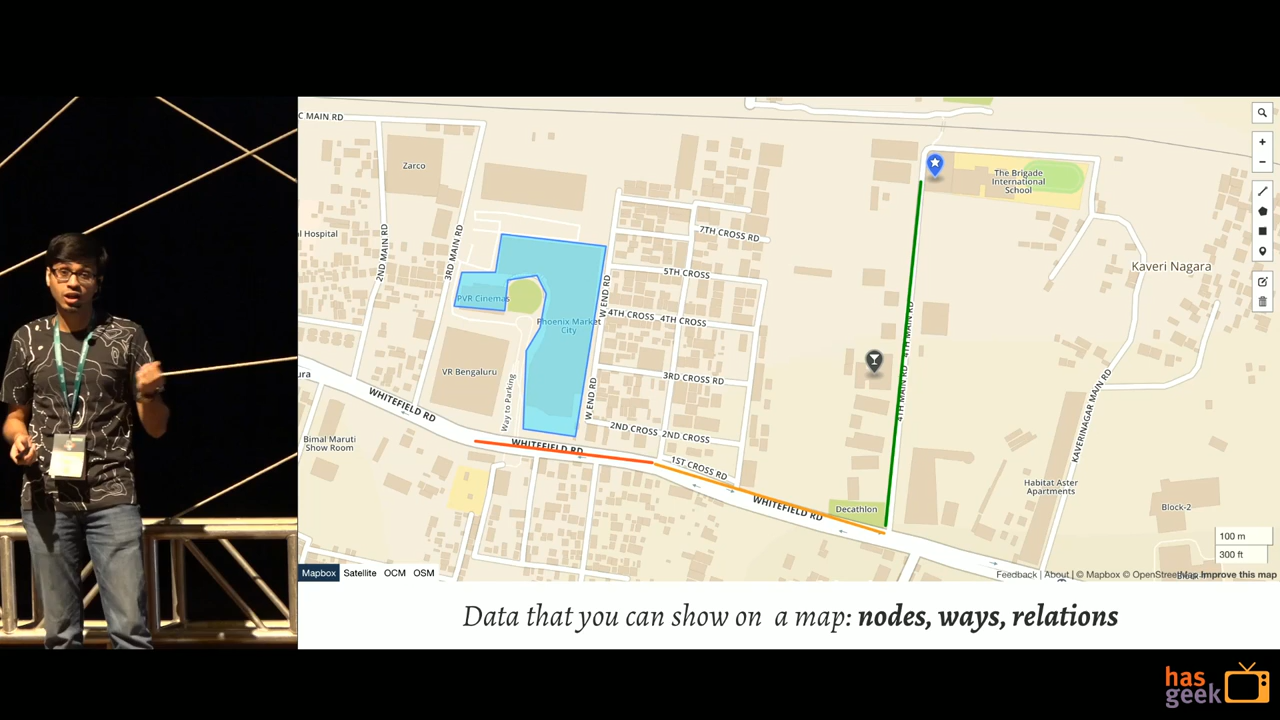 C MAIN RD
Zarco
2ND MAIN RD
3RD MAIN RD
l Hospital
PVR Cinemas
Phoenix Market
City
VR Bengaluru
Way to Parking
W END RD
W END RD
7TH CROSS RD
5TH CROSS
4TH CROSS
4TH CROSS
3RD CROSS RD
2ND CROSS
2ND CROSS
1ST CROSS RD
ura
WHITEFIELD RD
WHITEFIELD RD
WHITEFIELD RD
Bimal Maruti
Show Room
Decathlon
4TH MAIN RD
4TH MAIN RD
The Brigade
International
School
Kaveri Nagara
KAVERINAGAR MAIN RD
Habitat Aster
Apartments
Block-2
100 m
300 ft
Mapbox Satellite OCM OSM
Feedback | About | © Mapbox © OpenStreetMap Improve this map
Data that you can show on a map: nodes, ways, relations
has
geek